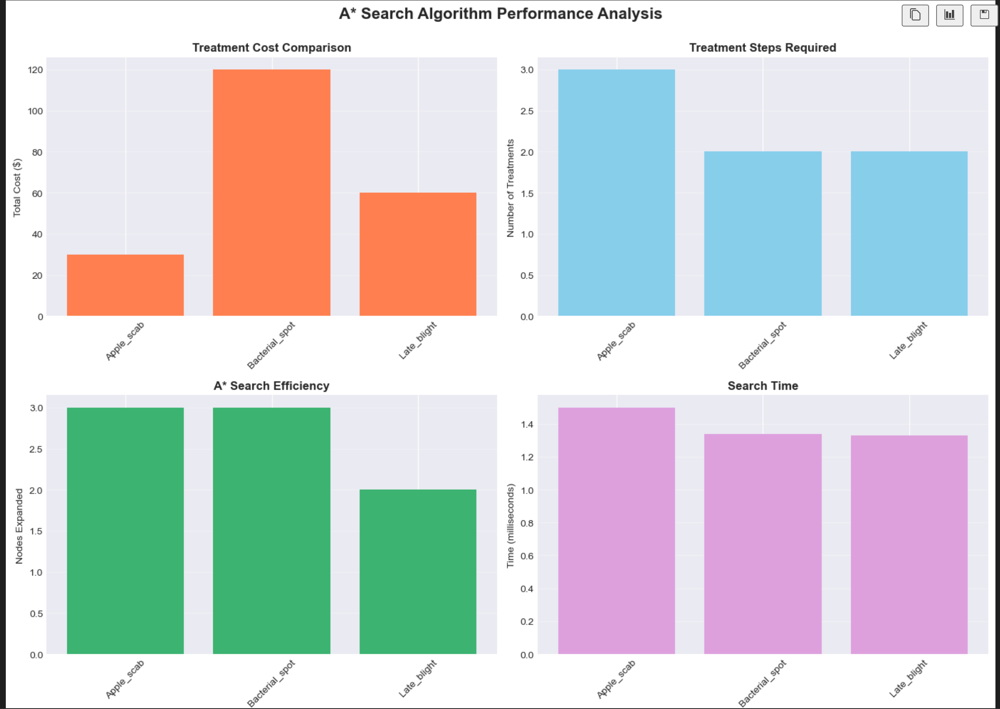 A* Search Algorithm Performance Analysis
Treatment Cost Comparison
Total Cost ($)
120
100
80
60
40
20
0
Apple_scab
Bacterial_spot
Late_blight
Treatment Steps Required
Number of Treatments
3.0
2.5
2.0
1.5
1.0
0.5
0.0
Apple_scab
Bacterial_spot
Late_blight
A* Search Efficiency
Nodes Expanded
3.0
2.5
2.0
1.5
1.0
0.5
0.0
Apple_scab
Bacterial_spot
Late_blight
Search Time
Time (milliseconds)
1.4
1.2
1.0
0.8
0.6
0.4
0.2
0.0
Apple_scab
Bacterial_spot
Late_blight